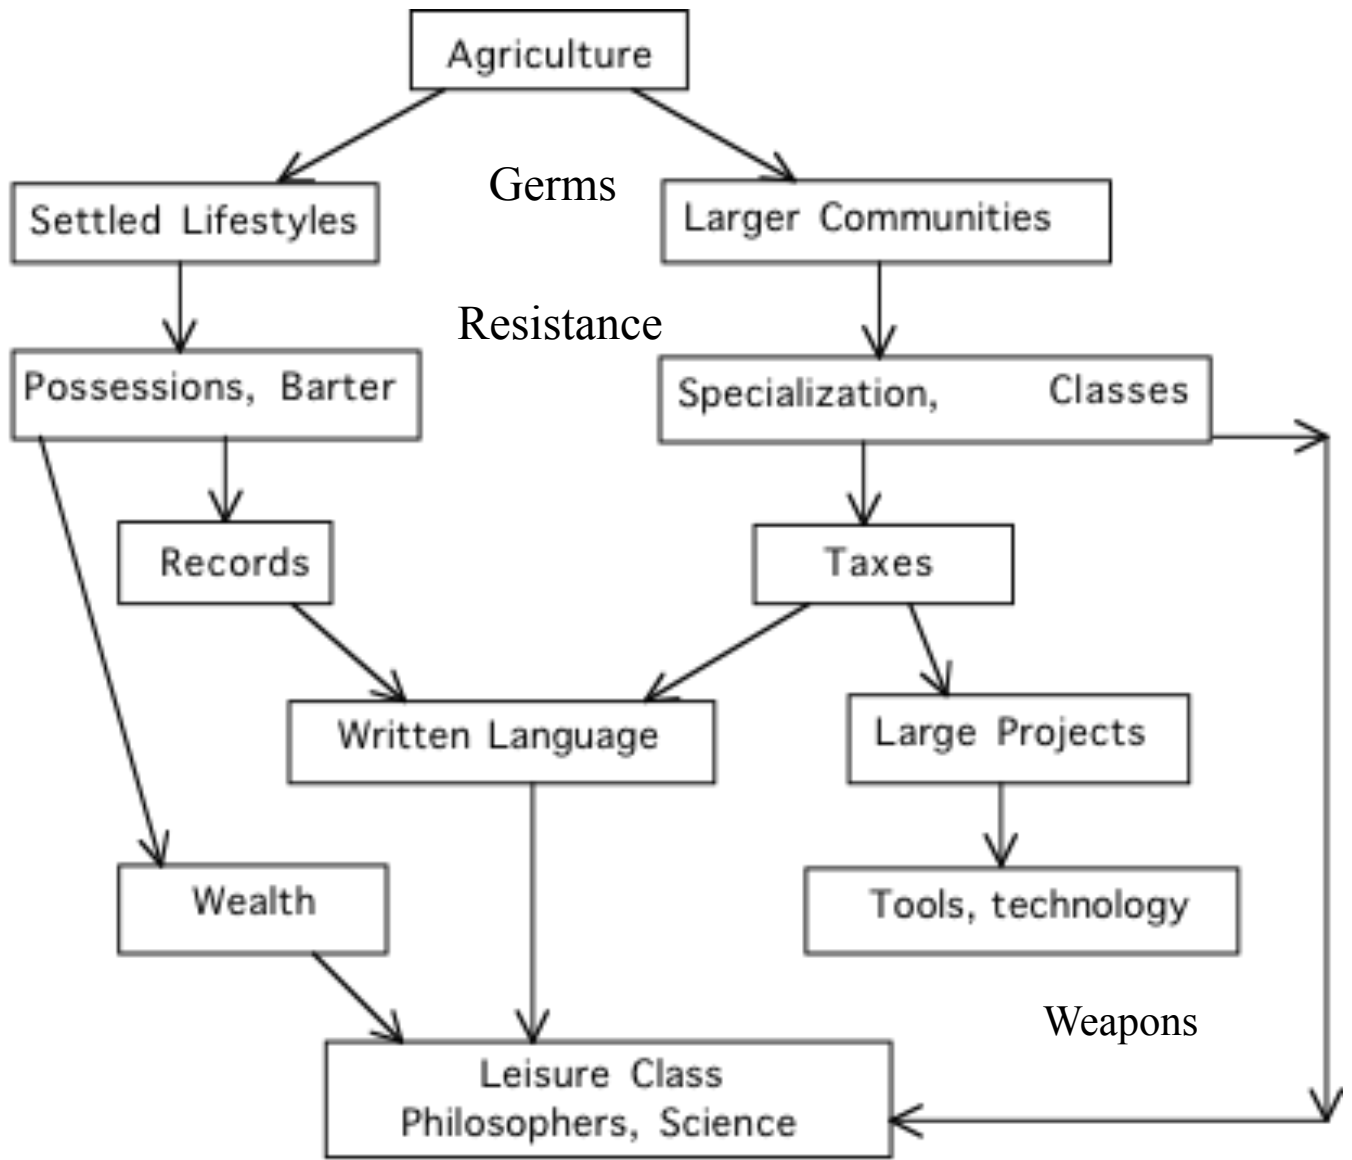 Agriculture
Germs
Settled Lifestyles
Larger Communities
Resistance
Possessions, Barter
Specialization, Classes
Records
Taxes
Written Language
Large Projects
Wealth
Tools, technology
Weapons
Leisure Class
Philosophers, Science